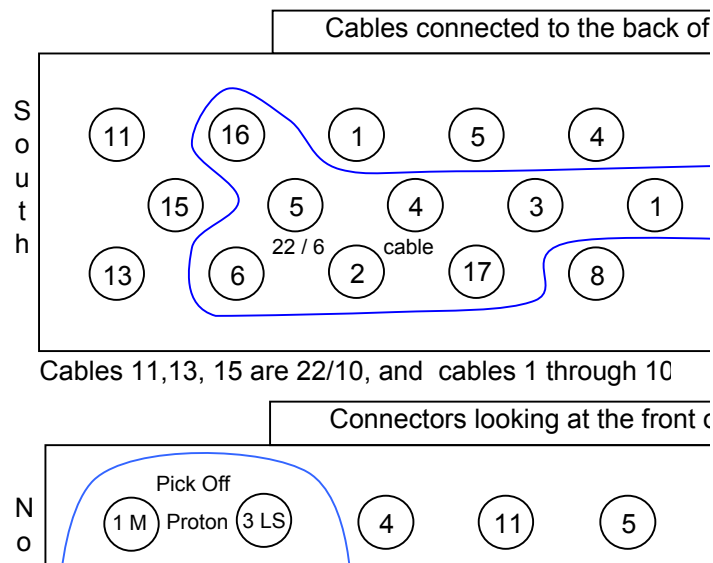 Cables connected to the back of
South
11 16 1 5 4
15 5 4 3 1
22 / 6 cable
13 6 2 17 8
Cables 11,13, 15 are 22/10, and cables 1 through 10
Connectors looking at the front
No
Pick Off
1 M Proton 3 LS 4 11 5